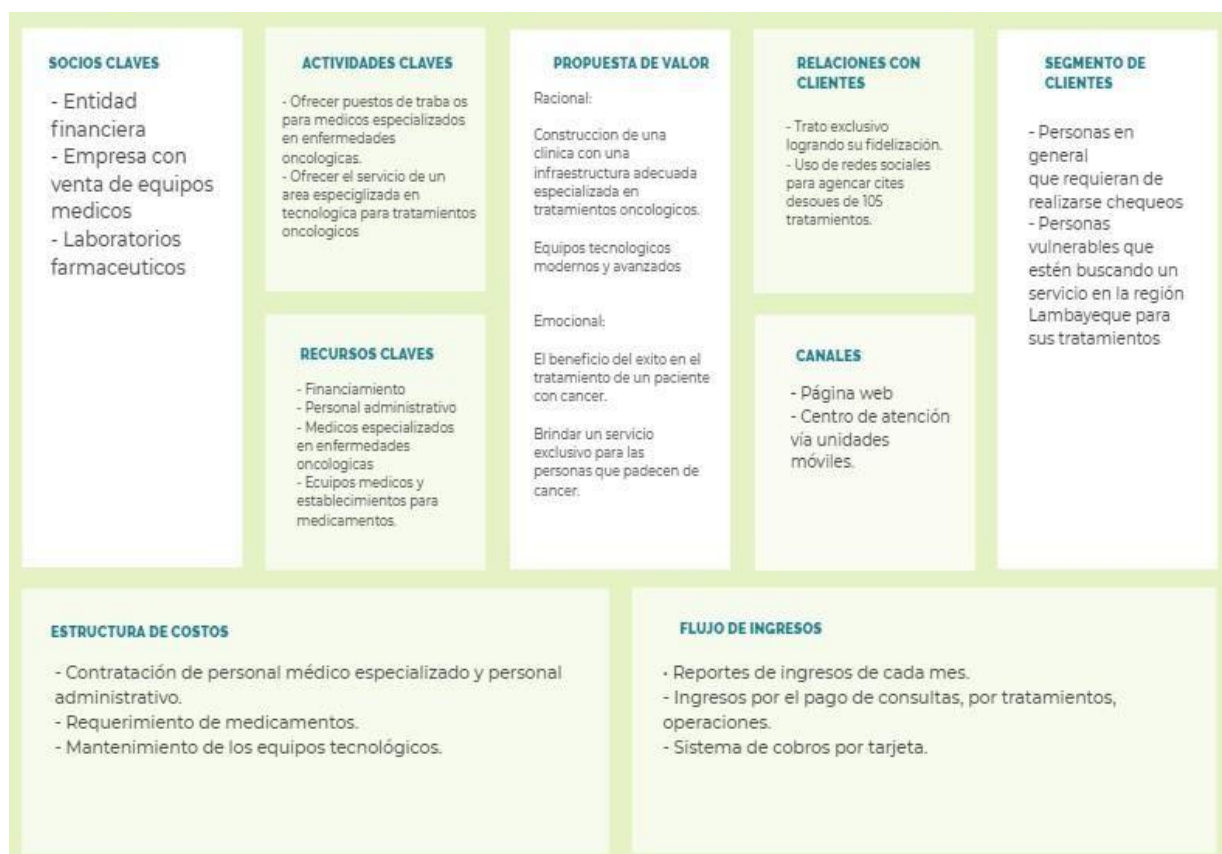 SOCIOS CLAVES
- Entidad
financiera
- Empresa con
venta de equipos
medicos
- Laboratorios
farmaceuticos
ACTIVIDADES CLAVES
- Ofrecer puestos de traba os
para medicos especializados
en enfermedades
oncologicas.
- Ofrecer el servicio de un
area especiglizada en
tecnologica para tratamientos
oncologicos
RECURSOS CLAVES
- Financiamiento
- Personal administrativo
- Medicos especializados
en enfermedades
oncologicas
- Ecuipos medicos y
establecimientos para
medicamentos.
PROPUESTA DE VALOR
Racional:
Construccion de una
clinica con una
infraestructura adecuada
especializada en
tratamientos oncologicos.
Equipos tecnologicos
modernos y avanzados
Emocional:
El beneficio del exito en el
tratamiento de un paciente
con cancer.
Brindar un servicio
exclusivo para las
personas que padecen de
cancer.
RELACIONES CON
CLIENTES
- Trato exclusivo
logrando su fidelización.
- Uso de redes sociales
para agencar cites
desoues de 105
tratamientos.
CANALES
- Página web
- Centro de atención
vía unidades
móviles.
SEGMENTO DE
CLIENTES
- Personas en
general
que requieran de
realizarse chequeos
- Personas
vulnerables que
estén buscando un
servicio en la región
Lambayeque para
sus tratamientos
ESTRUCTURA DE COSTOS
- Contratación de personal médico especializado y personal
administrativo.
- Requerimiento de medicamentos.
- Mantenimiento de los equipos tecnológicos.
FLUJO DE INGRESOS
• Reportes de ingresos de cada mes.
- Ingresos por el pago de consultas, por tratamientos,
operaciones.
- Sistema de cobros por tarjeta.